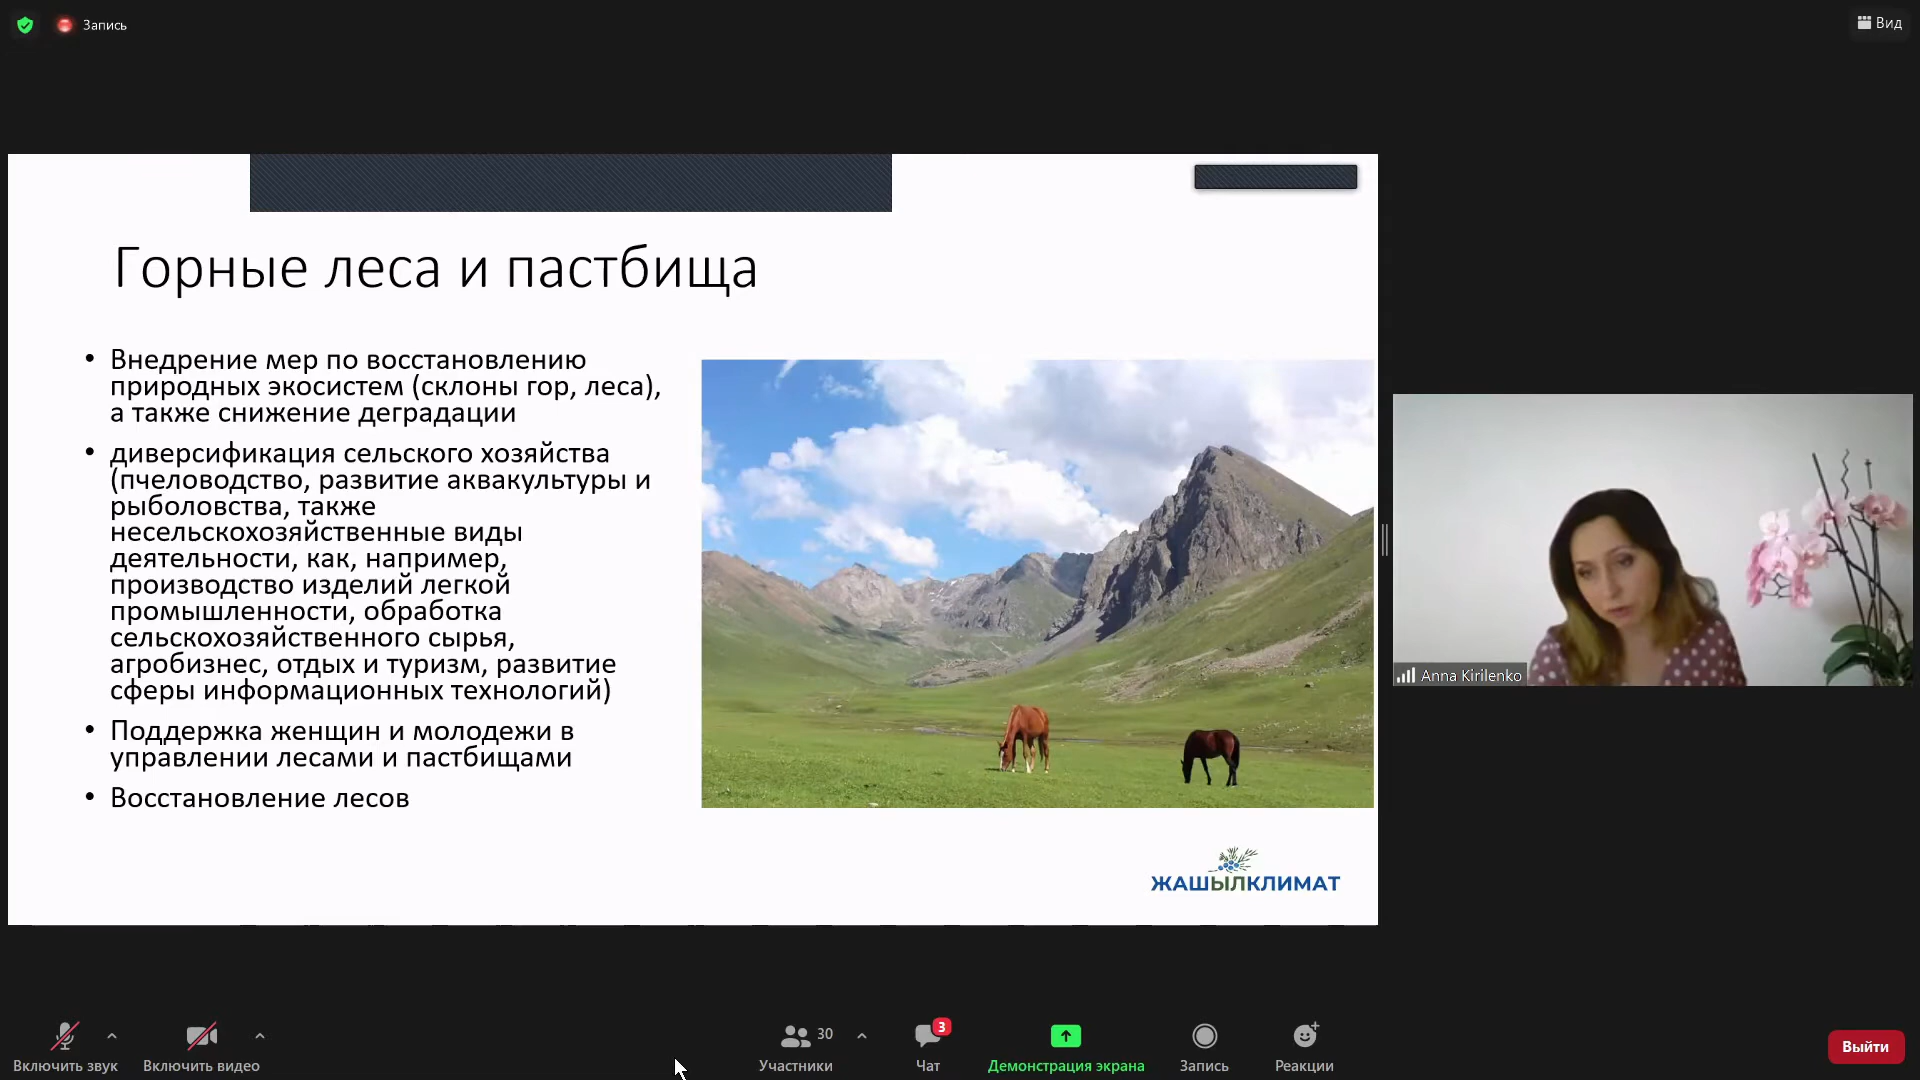 Запись
Вид
Горные леса и пастбища
• Внедрение мер по восстановлению
природных экосистем (склоны гор, леса),
а также снижение деградации
• диверсификация сельского хозяйства
(пчеловодство, развитие аквакультуры и
рыболовства, также
несельскохозяйственные виды
деятельности, как, например,
производство изделий легкой
промышленности, обработка
сельскохозяйственного сырья,
агробизнес, отдых и туризм, развитие
сферы информационных технологий)
• Поддержка женщин и молодежи в
управлении лесами и пастбищами
• Восстановление лесов
ЖАШЫЛКЛИМАТ
Anna Kirilenko
Включить звук
Включить видео
30
Участники
3
Чат
Демонстрация экрана
Запись
Реакции
Выйти